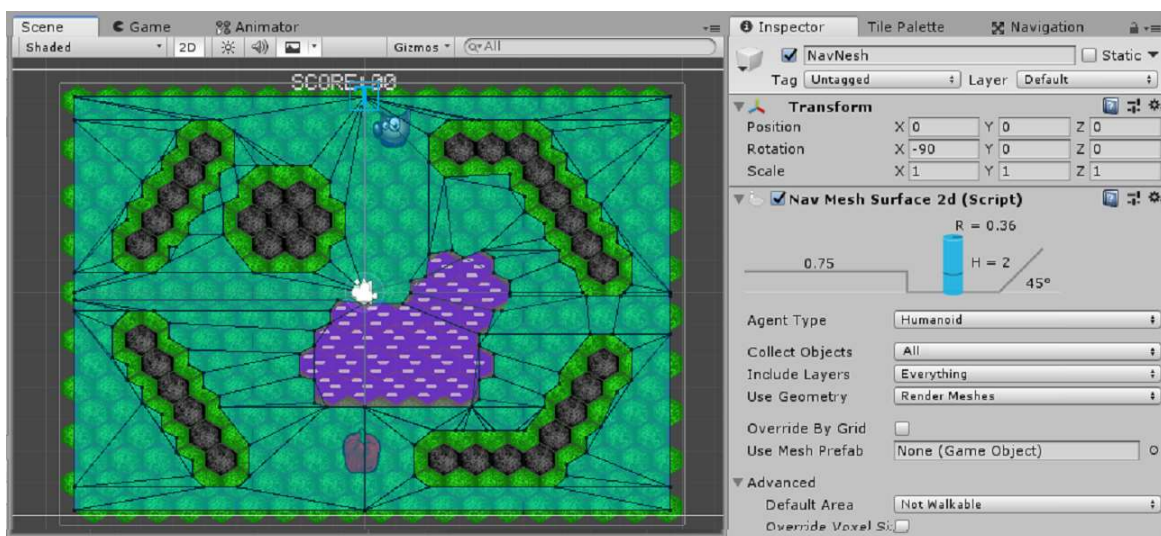 Scene Game Animator
Shaded 2D Gizmos All
SCORE:00
Inspector Tile Palette Navigation
NavNesh Static
Tag Untagged Layer Default
Transform
Position X 0 Y 0 Z 0
Rotation X -90 Y 0 Z 0
Scale X 1 Y 1 Z 1
Nav Mesh Surface 2d (Script)
R = 0.36
0.75 H = 2
45°
Agent Type Humanoid
Collect Objects All
Include Layers Everything
Use Geometry Render Meshes
Override By Grid
Use Mesh Prefab None (Game Object)
Advanced
Default Area Not Walkable
Override Voxel Si